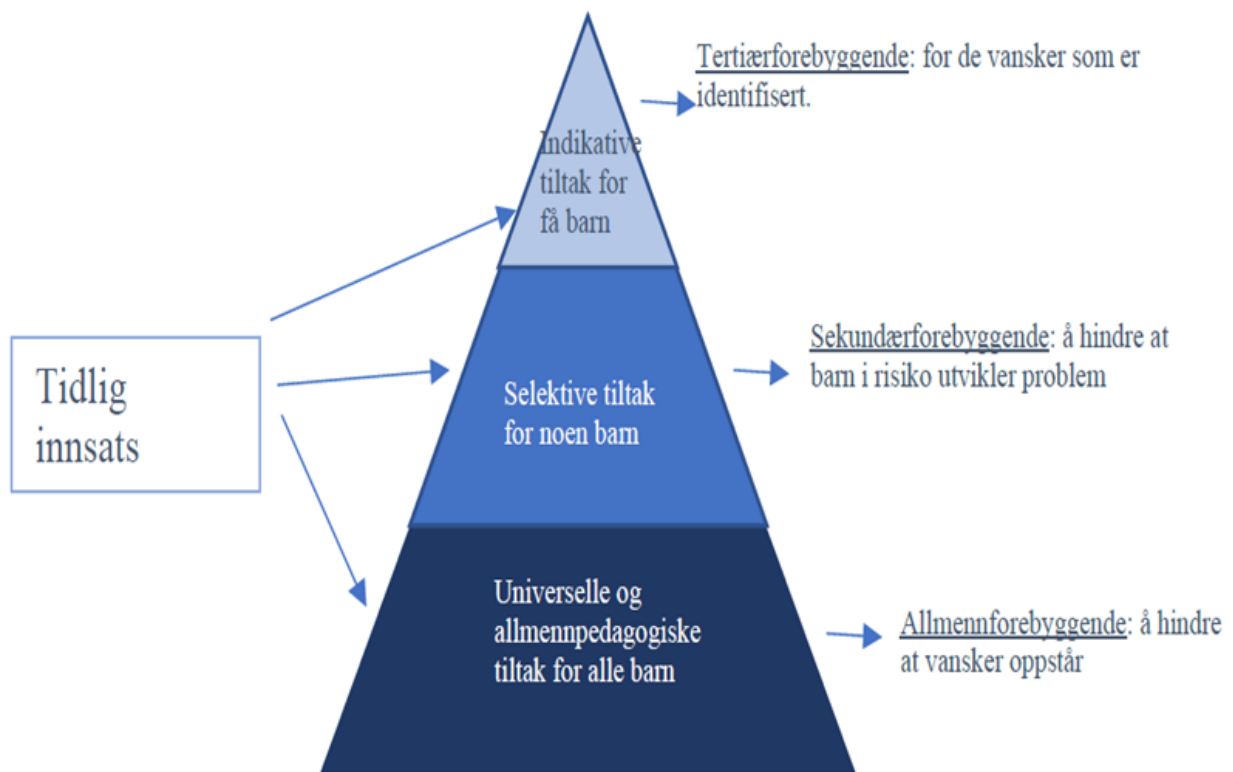 Tertiærforebyggende: for de vansker som er
identifisert.
Indikative
tiltak for
få barn
Tidlig
innsats
Sekundærforebyggende: å hindre at
barn i risiko utvikler problem
Selektive tiltak
for noen barn
Universelle og
allmennpedagogiske
tiltak for alle barn
Allmennforebyggende: å hindre
at vansker oppstår